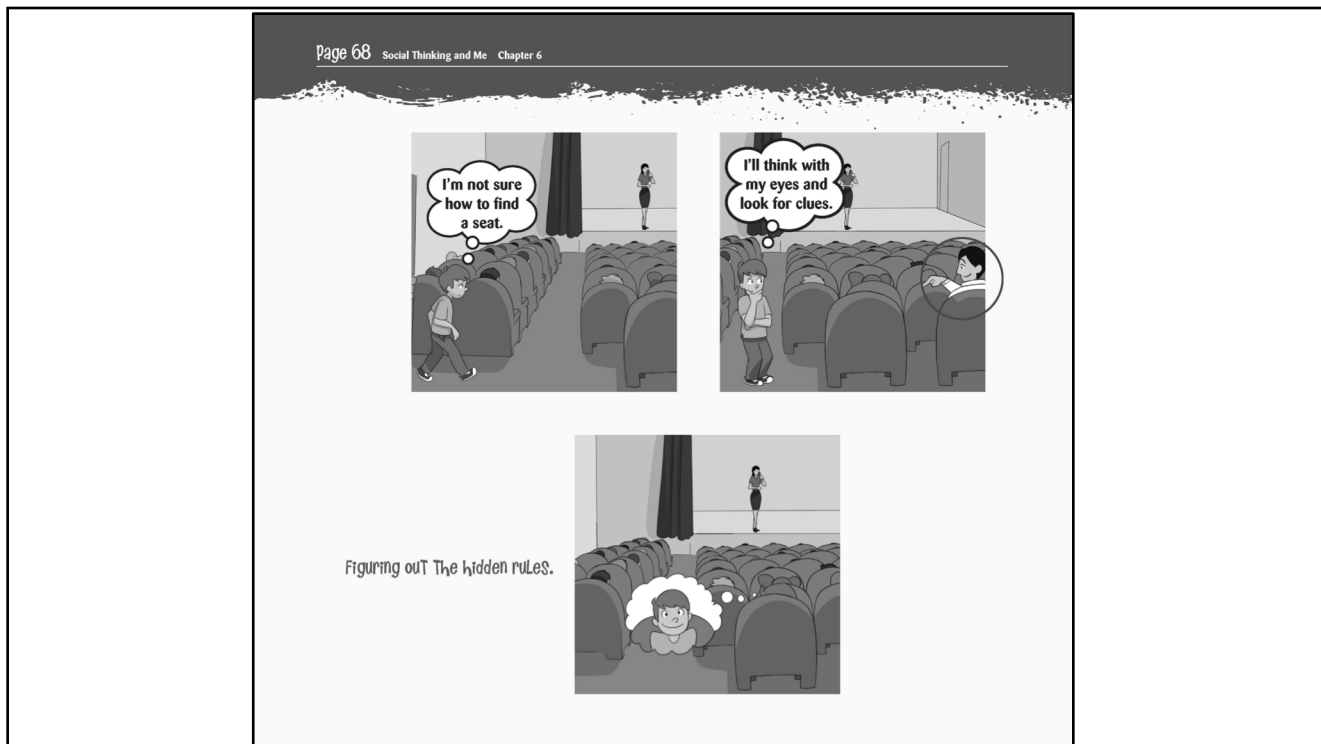 Page 68 Social Thinking and Me Chapter 6
I'm not sure
how to find
a seat.
I'll think with
my eyes and
look for clues.
Figuring ouT The hidden ruLes.